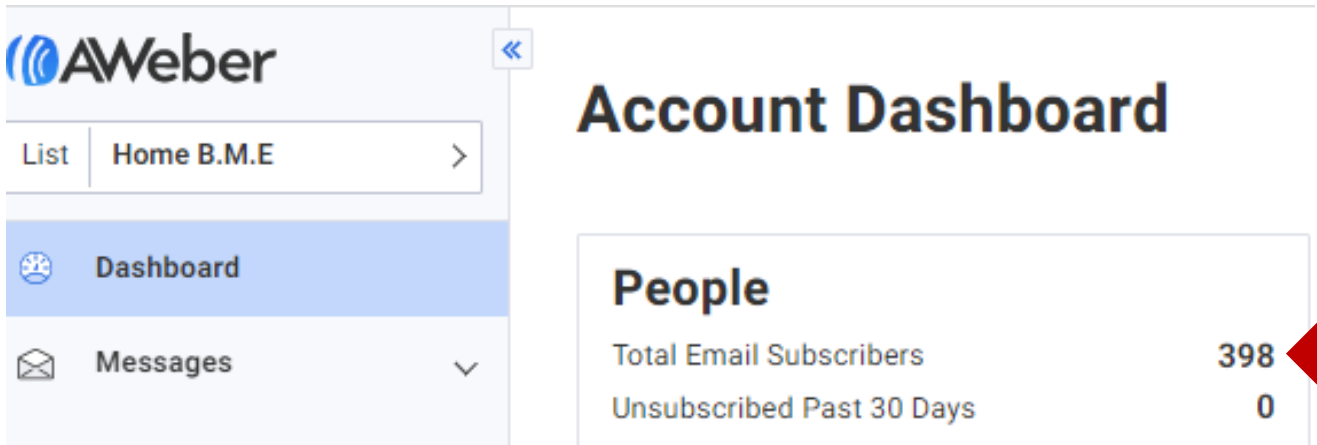 AWeber
List Home B.M.E
Dashboard
Messages
Account Dashboard
People
Total Email Subscribers 398
Unsubscribed Past 30 Days 0